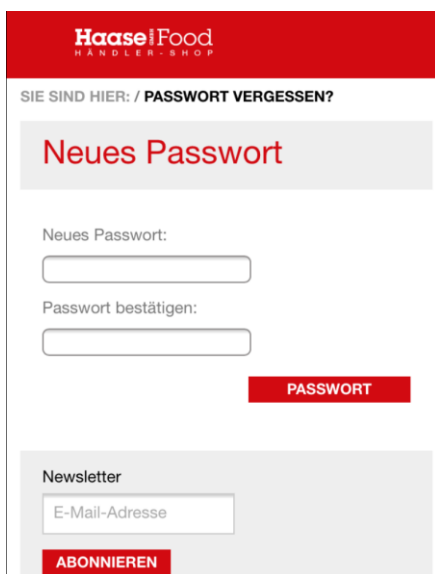 Haase GMBH Food
HÄNDLER-SHOP
SIE SIND HIER: / PASSWORT VERGESSEN?
Neues Passwort
Neues Passwort:
Passwort bestätigen:
PASSWORT
Newsletter
E-Mail-Adresse
ABONNIEREN